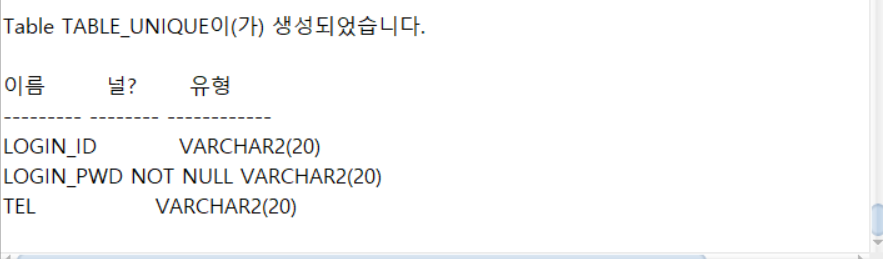 Table TABLE_UNIQUE이(가) 생성되었습니다.
이름 널? 유형
--------- -------- ------------
LOGIN_ID VARCHAR2(20)
LOGIN_PWD NOT NULL VARCHAR2(20)
TEL VARCHAR2(20)